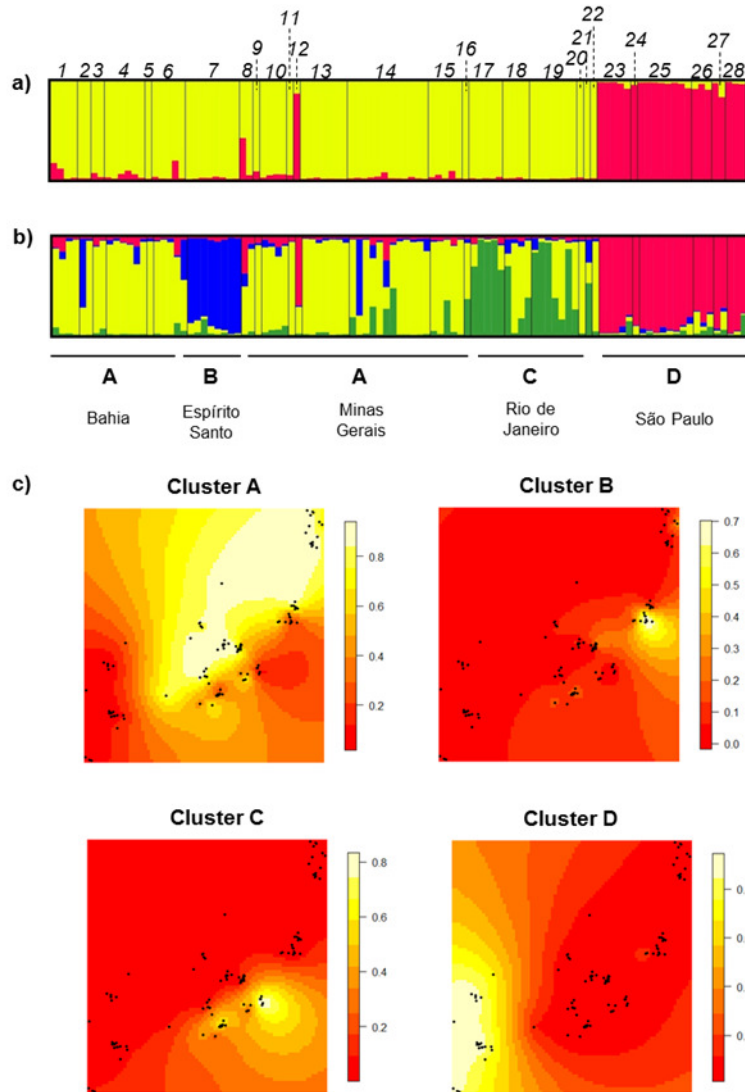 11 22
9 12 16 21 24 27
1 2 3 4 5 6 7 8 10 13 14 15 17 18 19 20 23 25 26 28
a)
b)
A B A C D
Bahia Espírito Santo Minas Gerais Rio de Janeiro São Paulo
c)
Cluster A Cluster B
0.8
0.6
0.4
0.2
0.7
0.6
0.5
0.4
0.3
0.2
0.1
0.0
Cluster C Cluster D
0.8
0.6
0.4
0.2